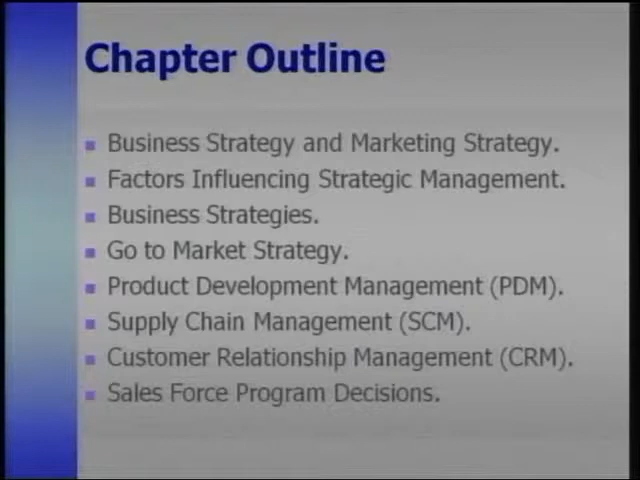 Chapter Outline
Business Strategy and Marketing Strategy.
Factors Influencing Strategic Management.
Business Strategies.
Go to Market Strategy.
Product Development Management (PDM).
Supply Chain Management (SCM).
Customer Relationship Management (CRM).
Sales Force Program Decisions.